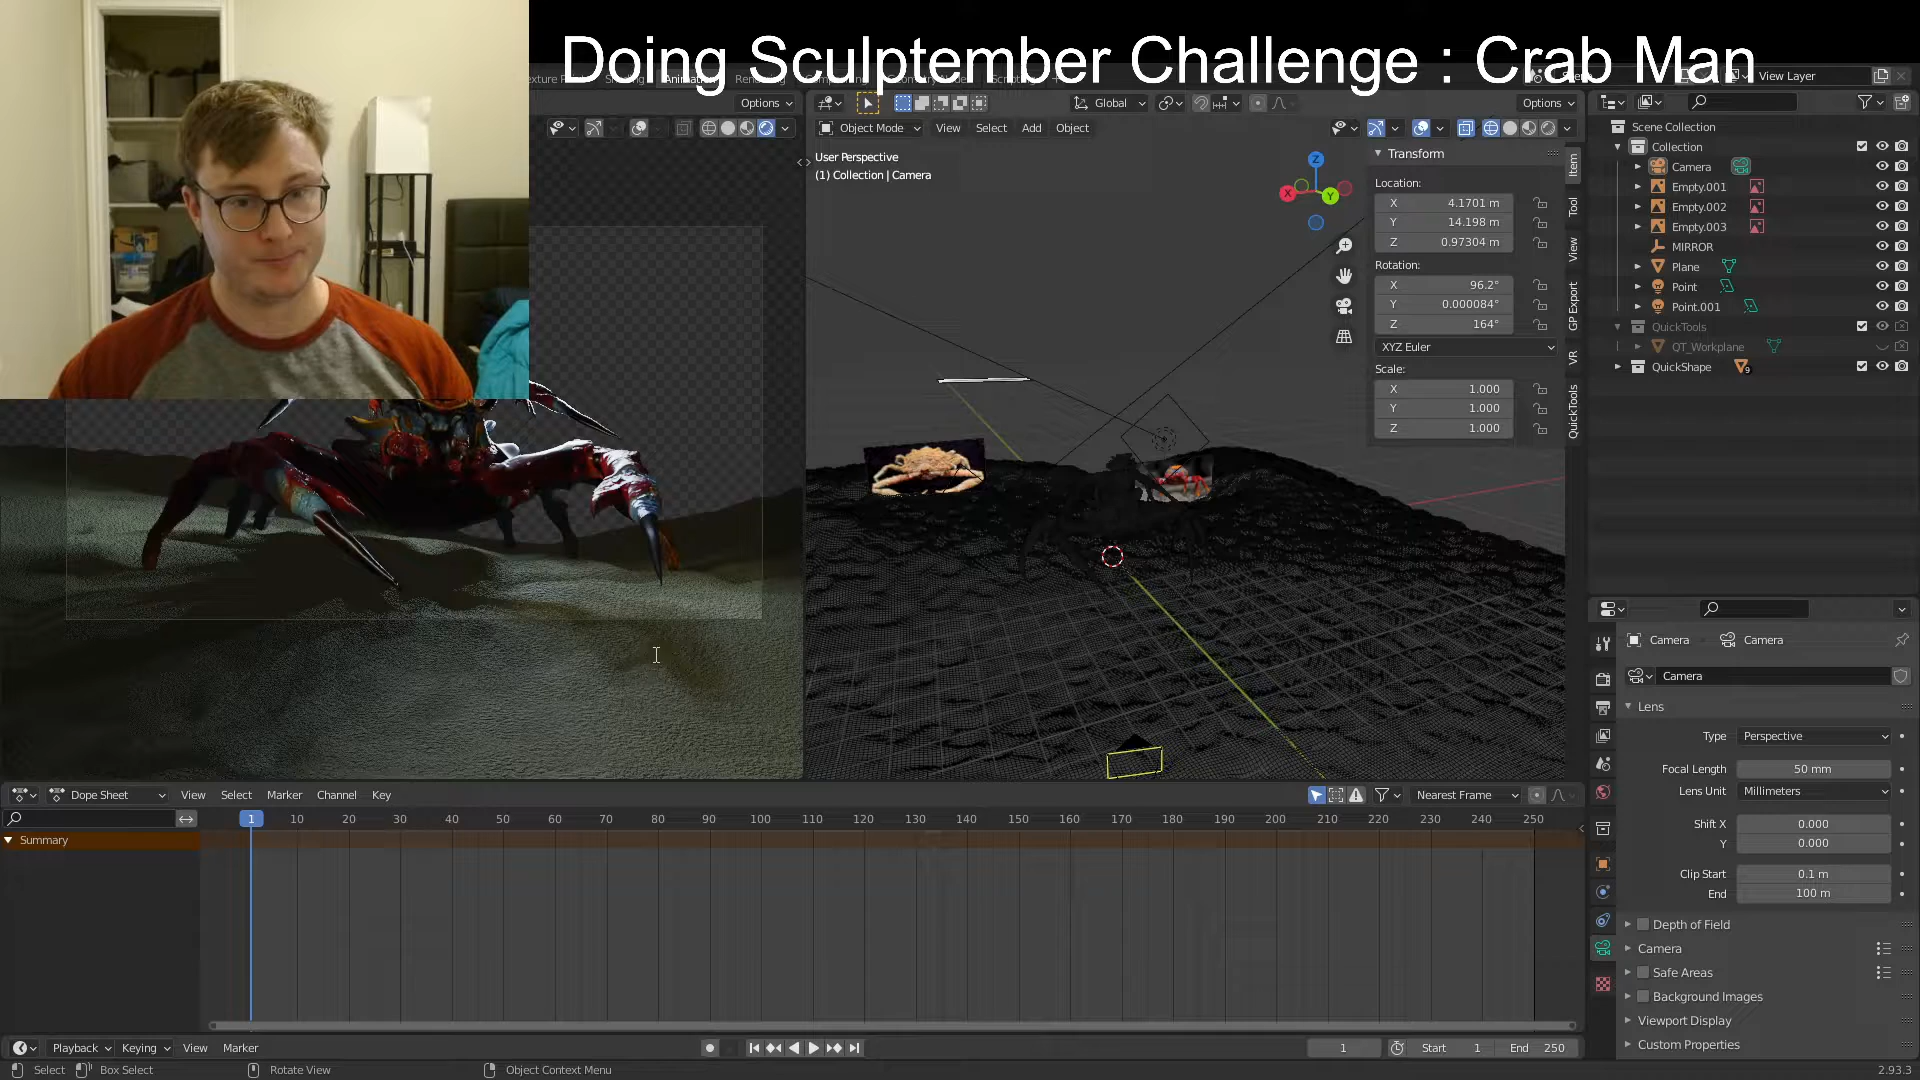 Doing Sculptember Challenge : Crab Man
View Layer
Options
Global
Options
Object Mode
View
Select
Add
Object
User Perspective
(1) Collection | Camera
Transform
Location:
X 4.1701 m
Y 14.198 m
Z 0.97304 m
Rotation:
X 96.2°
Y 0.000084°
Z 164°
XYZ Euler
Scale:
X 1.000
Y 1.000
Z 1.000
Item
Tool
View
GP Export
VR
QuickTools
Z
X
Y
Scene Collection
Collection
Camera
Empty.001
Empty.002
Empty.003
MIRROR
Plane
Point
Point.001
QuickTools
QT_Workplane
QuickShape
9
Camera
Camera
Camera
Lens
Type Perspective
Focal Length 50 mm
Lens Unit Millimeters
Shift X 0.000
Y 0.000
Clip Start 0.1 m
End 100 m
Depth of Field
Camera
Safe Areas
Background Images
Viewport Display
Custom Properties
Dope Sheet
View
Select
Marker
Channel
Key
Nearest Frame
1 10 20 30 40 50 60 70 80 90 100 110 120 130 140 150 160 170 180 190 200 210 220 230 240 250
Summary
Playback
Keying
View
Marker
1
Start 1
End 250
Select
Box Select
Rotate View
Object Context Menu
2.93.3